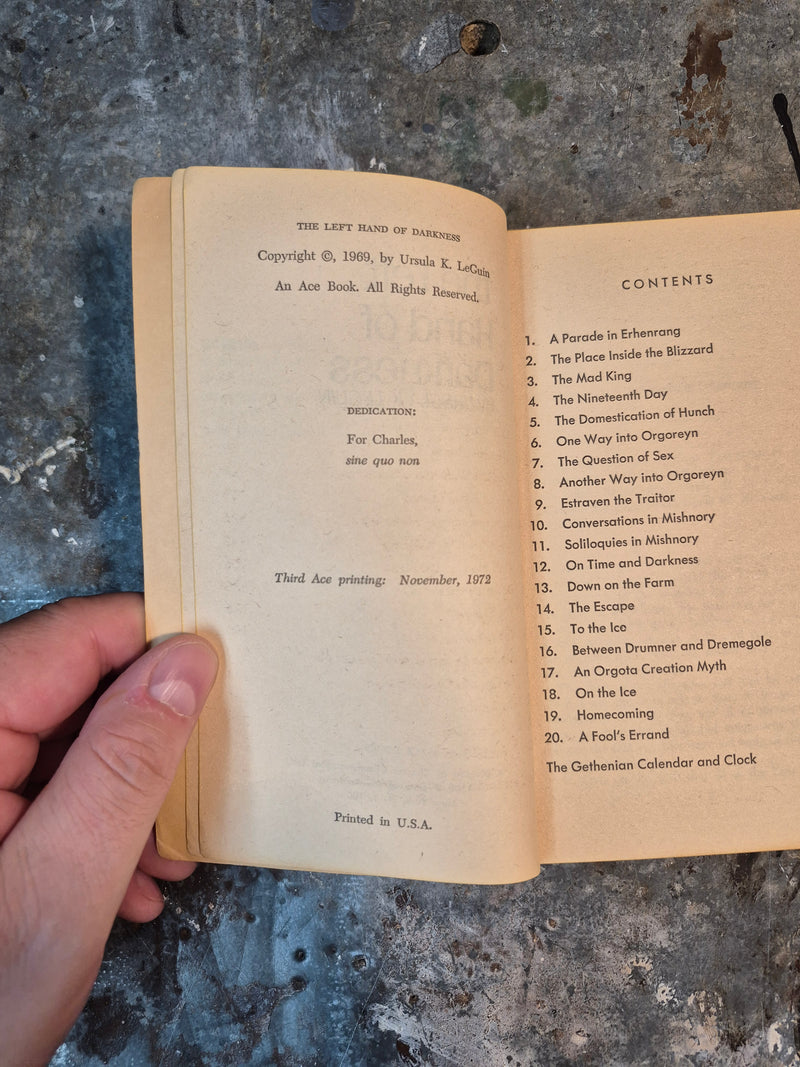 THE LEFT HAND OF DARKNESS
Copyright ©, 1969, by Ursula K. LeGuin
An Ace Book. All Rights Reserved.
DEDICATION:
For Charles,
sine quo non
Third Ace printing: November, 1972
Printed in U.S.A.
CONTENTS
1. A Parade in Erhenrang
2. The Place Inside the Blizzard
3. The Mad King
4. The Nineteenth Day
5. The Domestication of Hunch
6. One Way into Orgoreyn
7. The Question of Sex
8. Another Way into Orgoreyn
9. Estraven the Traitor
10. Conversations in Mishnory
11. Soliloquies in Mishnory
12. On Time and Darkness
13. Down on the Farm
14. The Escape
15. To the Ice
16. Between Drumner and Dremegole
17. An Orgota Creation Myth
18. On the Ice
19. Homecoming
20. A Fool's Errand
The Gethenian Calendar and Clock